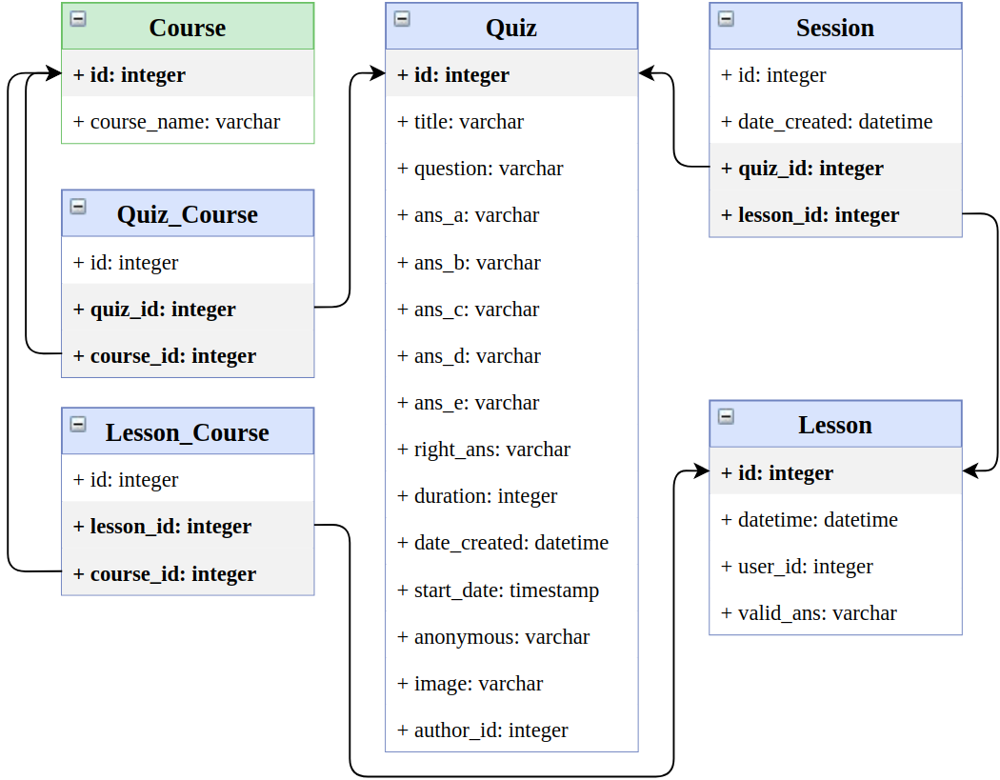 Course
+ id: integer
+ course_name: varchar
Quiz_Course
+ id: integer
+ quiz_id: integer
+ course_id: integer
Lesson_Course
+ id: integer
+ lesson_id: integer
+ course_id: integer
Quiz
+ id: integer
+ title: varchar
+ question: varchar
+ ans_a: varchar
+ ans_b: varchar
+ ans_c: varchar
+ ans_d: varchar
+ ans_e: varchar
+ right_ans: varchar
+ duration: integer
+ date_created: datetime
+ start_date: timestamp
+ anonymous: varchar
+ image: varchar
+ author_id: integer
Session
+ id: integer
+ date_created: datetime
+ quiz_id: integer
+ lesson_id: integer
Lesson
+ id: integer
+ datetime: datetime
+ user_id: integer
+ valid_ans: varchar